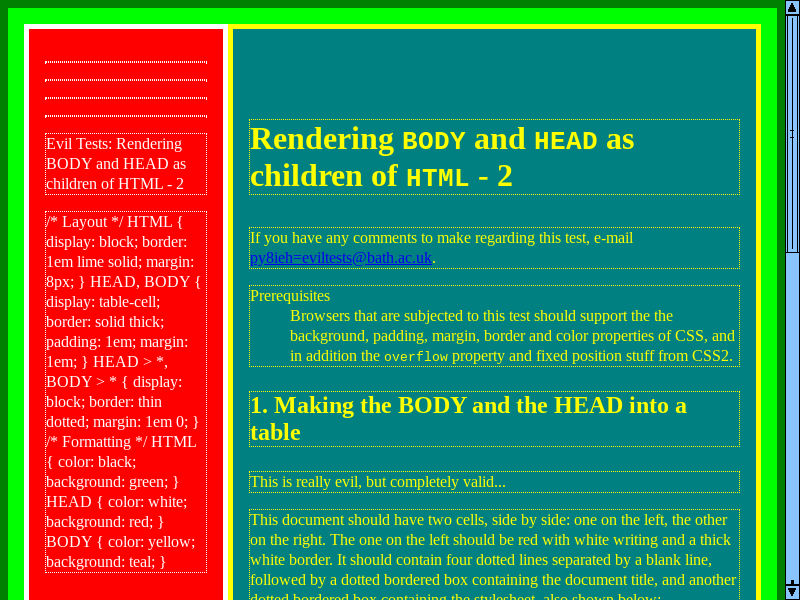 Evil Tests: Rendering
BODY and HEAD as
children of HTML - 2
/* Layout */ HTML {
display: block; border:
1em lime solid; margin:
8px; } HEAD, BODY {
display: table-cell;
border: solid thick;
padding: 1em; margin:
1em; } HEAD > *,
BODY > * { display:
block; border: thin
dotted; margin: 1em 0; }
/* Formatting */ HTML
{ color: black;
background: green; }
HEAD { color: white;
background: red; }
BODY { color: yellow;
background: teal; }
Rendering BODY and HEAD as
children of HTML - 2
If you have any comments to make regarding this test, e-mail
py8ieh=eviltests@bath.ac.uk.
Prerequisites
Browsers that are subjected to this test should support the the
background, padding, margin, border and color properties of CSS, and
in addition the overflow property and fixed position stuff from CSS2.
1. Making the BODY and the HEAD into a
table
This is really evil, but completely valid...
This document should have two cells, side by side: one on the left, the other
on the right. The one on the left should be red with white writing and a thick
white border. It should contain four dotted lines separated by a blank line,
followed by a dotted bordered box containing the document title, and another
dotted bordered box containing the stylesheet, also shown below: